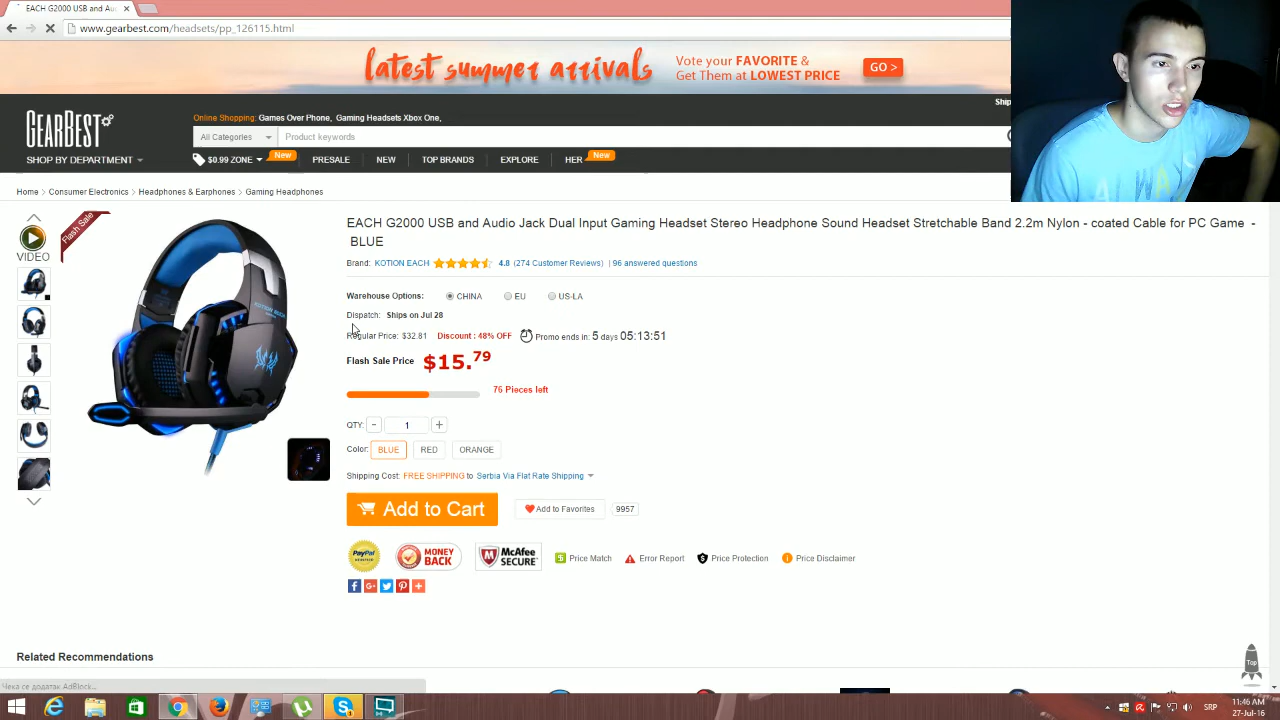 EACH G2000 USB and Au
www.gearbest.com/headsets/pp_126115.html
latest summer arrivals
Vote your FAVORITE &
Get Them at LOWEST PRICE
GO >
Ship
GEARBEST
Online Shopping: Games Over Phone, Gaming Headsets Xbox One,
All Categories
Product keywords
SHOP BY DEPARTMENT
$0.99 ZONE
New
PRESALE
NEW
TOP BRANDS
EXPLORE
HER
New
Home > Consumer Electronics > Headphones & Earphones > Gaming Headphones
Flash Sale
VIDEO
KOTION EACH
EACH G2000 USB and Audio Jack Dual Input Gaming Headset Stereo Headphone Sound Headset Stretchable Band 2.2m Nylon - coated Cable for PC Game -
BLUE
Brand: KOTION EACH 4.8 (274 Customer Reviews) | 96 answered questions
Warehouse Options: CHINA EU US-LA
Dispatch: Ships on Jul 28
Regular Price: $32.81 Discount : 48% OFF Promo ends in: 5 days 05:13:51
Flash Sale Price $15.79
76 Pieces left
QTY: - 1 +
Color: BLUE RED ORANGE
Shipping Cost: FREE SHIPPING to Serbia Via Flat Rate Shipping
Add to Cart
Add to Favorites
9957
PayPal
MONEY
BACK
McAfee
SECURE
Price Match
Error Report
Price Protection
Price Disclaimer
Related Recommendations
Top
Чека се додатак AdBlock...
SRP
11:46 AM
27-Jul-16